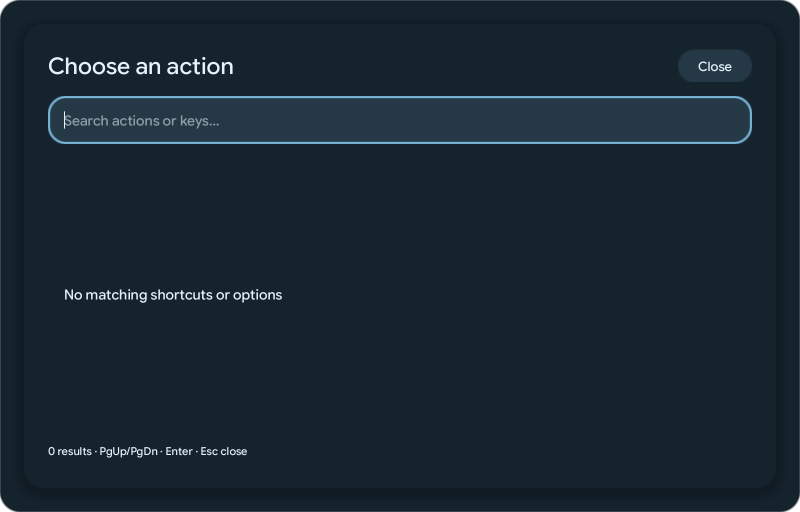 Choose an action
Close
Search actions or keys...
No matching shortcuts or options
0 results · PgUp/PgDn · Enter · Esc close